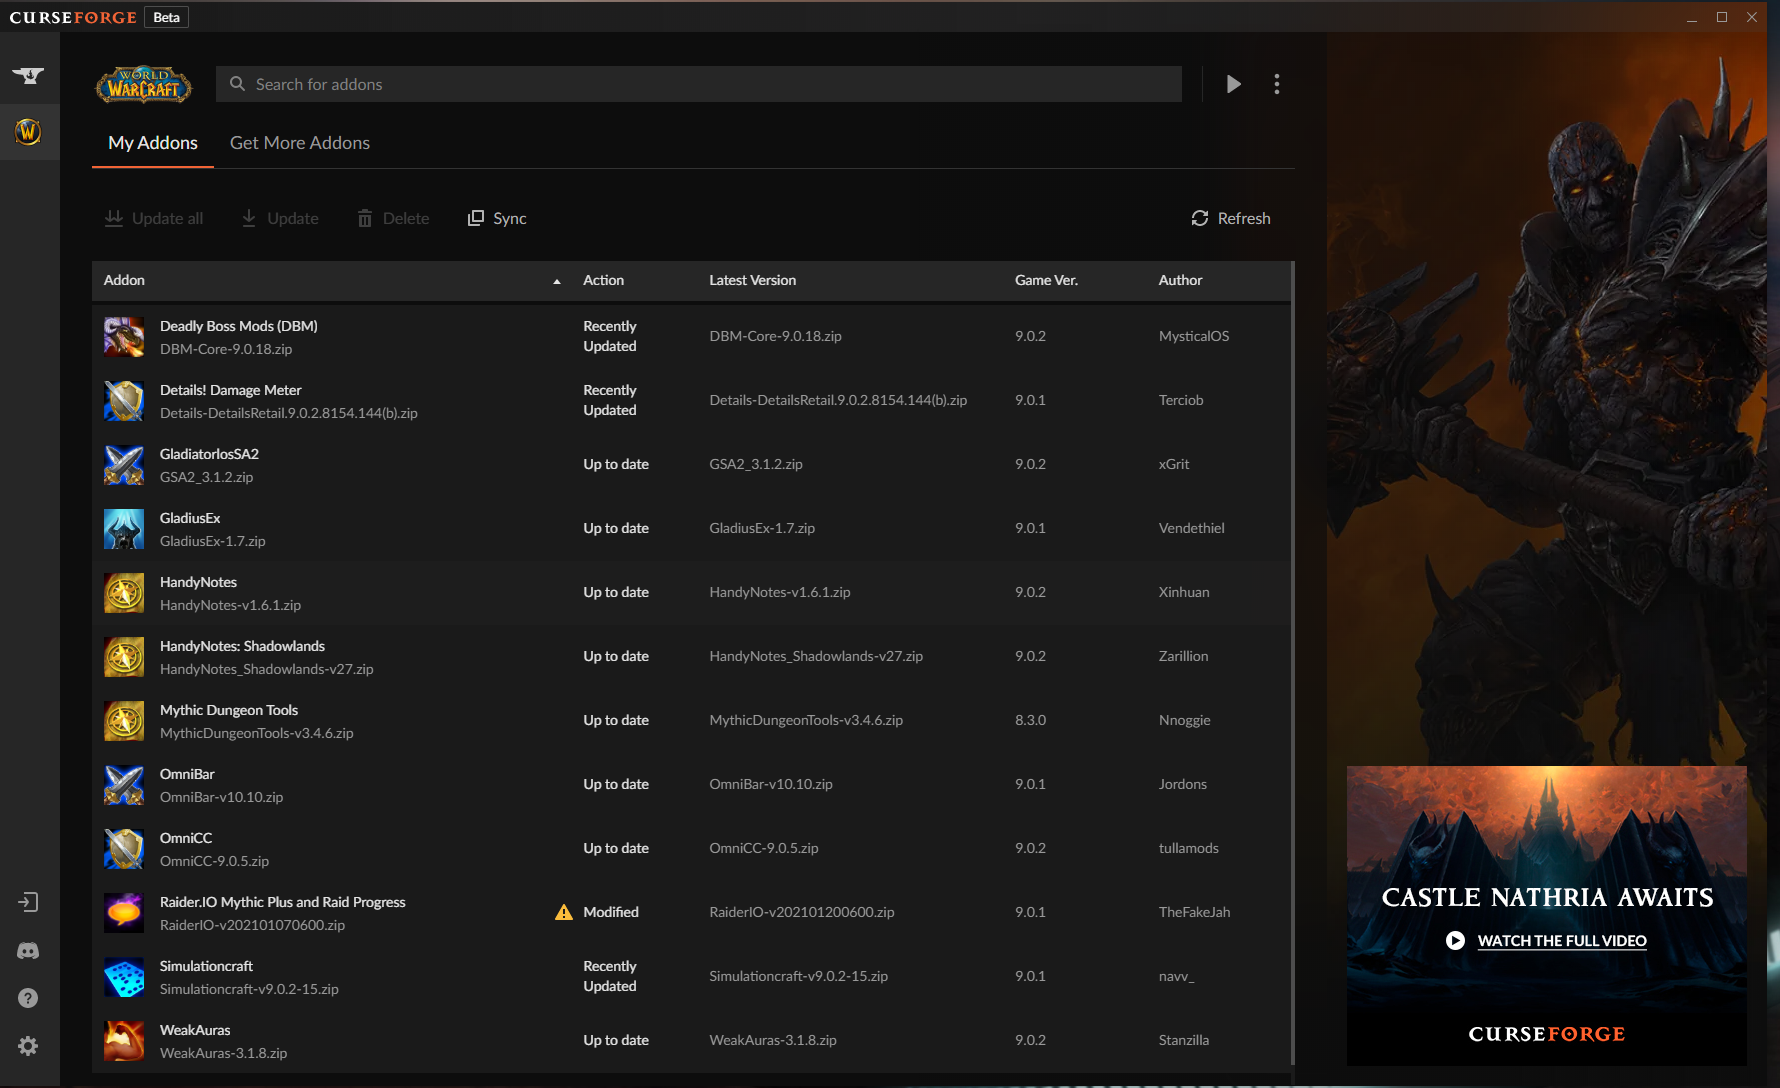 CURSEFORGE Beta
WORLD
WARCRAFT
Search for addons
My Addons Get More Addons
Update all Update Delete Sync Refresh
Addon Action Latest Version Game Ver. Author
Deadly Boss Mods (DBM)
DBM-Core-9.0.18.zip
Recently
Updated
DBM-Core-9.0.18.zip 9.0.2 MysticalOS
Details! Damage Meter
Details-DetailsRetail.9.0.2.8154.144(b).zip
Recently
Updated
Details-DetailsRetail.9.0.2.8154.144(b).zip 9.0.1 Terciob
GladiatorlosSA2
GSA2_3.1.2.zip
Up to date GSA2_3.1.2.zip 9.0.2 xGrit
GladiusEx
GladiusEx-1.7.zip
Up to date GladiusEx-1.7.zip 9.0.1 Vendethiel
HandyNotes
HandyNotes-v1.6.1.zip
Up to date HandyNotes-v1.6.1.zip 9.0.2 Xinhuan
HandyNotes: Shadowlands
HandyNotes_Shadowlands-v27.zip
Up to date HandyNotes_Shadowlands-v27.zip 9.0.2 Zarillion
Mythic Dungeon Tools
MythicDungeonTools-v3.4.6.zip
Up to date MythicDungeonTools-v3.4.6.zip 8.3.0 Nnoggie
OmniBar
OmniBar-v10.10.zip
Up to date OmniBar-v10.10.zip 9.0.1 Jordons
OmniCC
OmniCC-9.0.5.zip
Up to date OmniCC-9.0.5.zip 9.0.2 tullamods
Raider.IO Mythic Plus and Raid Progress
RaiderIO-v202101070600.zip
Modified RaiderIO-v202101200600.zip 9.0.1 TheFakeJah
Simulationcraft
Simulationcraft-v9.0.2-15.zip
Recently
Updated
Simulationcraft-v9.0.2-15.zip 9.0.1 navv_
WeakAuras
WeakAuras-3.1.8.zip
Up to date WeakAuras-3.1.8.zip 9.0.2 Stanzilla
CASTLE NATHRIA AWAITS
WATCH THE FULL VIDEO
CURSEFORGE